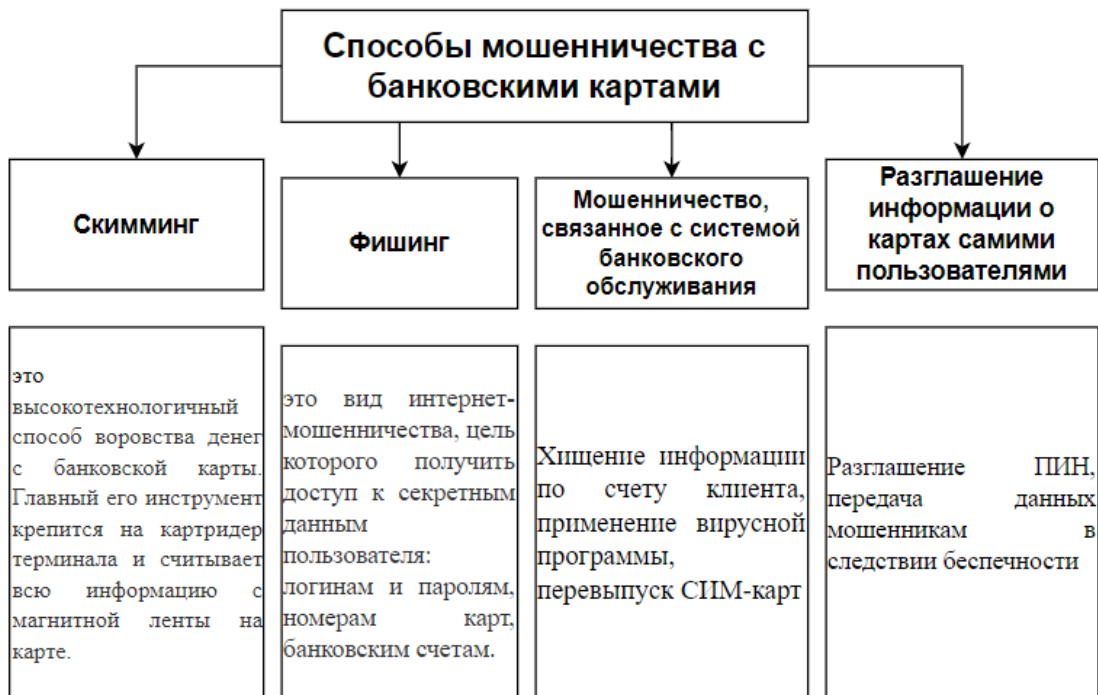 Способы мошенничества с
банковскими картами
Скимминг
Фишинг
Мошенничество,
связанное с системой
банковского
обслуживания
Разглашение
информации о
картах самими
пользователями
это
высокотехнологичный
способ воровства денег
с банковской карты.
Главный его инструмент
крепится на картридер
терминала и считывает
всю информацию с
магнитной ленты на
карте.
это вид интернет-
мошенничества, цель
которого получить
доступ к секретным
данным
пользователя:
логинам и паролям,
номерам карт,
банковским счетам.
Хищение информации
по счету клиента,
применение вирусной
программы,
перевыпуск СИМ-карт
Разглашение ПИН,
передача данных
мошенникам в
следствии беспечности